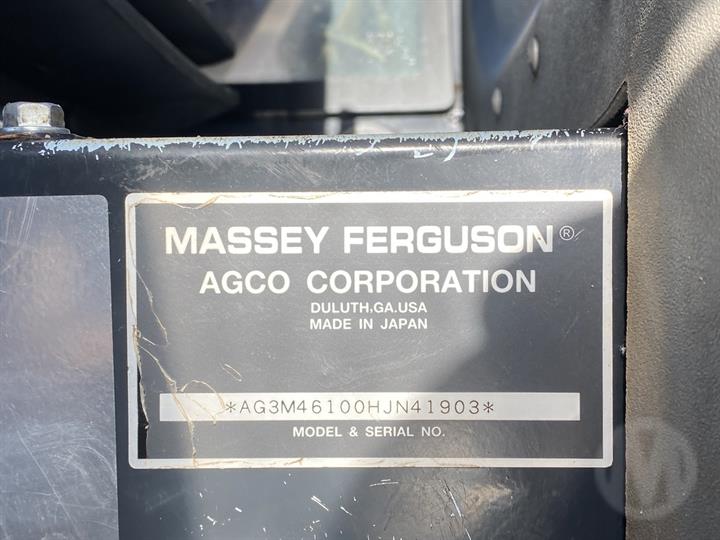 MASSEY FERGUSON®
AGCO CORPORATION
DULUTH.GA.USA
MADE IN JAPAN
*AG3M46100HJN41903*
MODEL & SERIAL NO.